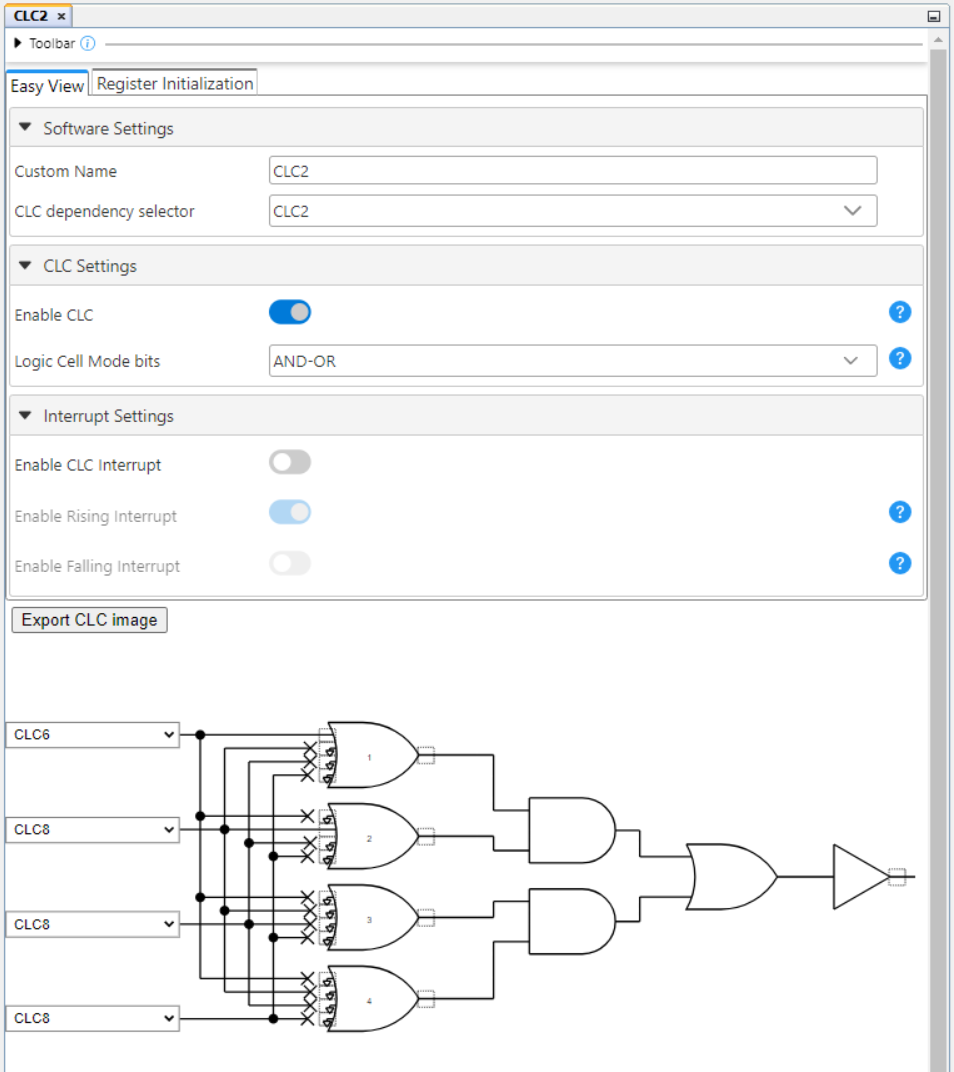 CLC2 ×
Toolbar
Easy View Register Initialization
Software Settings
Custom Name CLC2
CLC dependency selector CLC2
CLC Settings
Enable CLC ?
Logic Cell Mode bits AND-OR ?
Interrupt Settings
Enable CLC Interrupt
Enable Rising Interrupt ?
Enable Falling Interrupt ?
Export CLC image
CLC6
1
CLC8
2
CLC8
3
CLC8
4